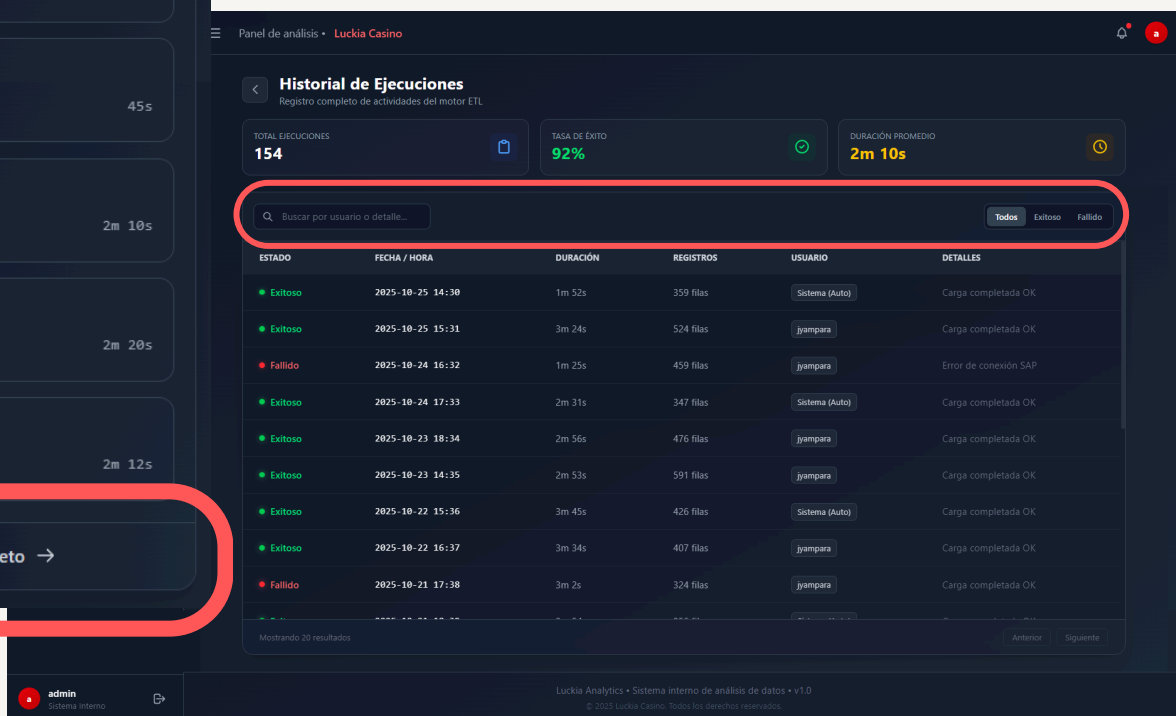 45s
2m 10s
2m 20s
2m 12s
eto →
Panel de análisis • Luckia Casino
a
Historial de Ejecuciones
Registro completo de actividades del motor ETL
TOTAL EJECUCIONES
154
TASA DE ÉXITO
92%
DURACIÓN PROMEDIO
2m 10s
Buscar por usuario o detalle...
Todos Exitoso Fallido
ESTADO FECHA / HORA DURACIÓN REGISTROS USUARIO DETALLES
Exitoso 2025-10-25 14:30 1m 52s 359 filas Sistema (Auto) Carga completada OK
Exitoso 2025-10-25 15:31 3m 24s 524 filas jyampara Carga completada OK
Fallido 2025-10-24 16:32 1m 25s 459 filas jyampara Error de conexión SAP
Exitoso 2025-10-24 17:33 2m 31s 347 filas Sistema (Auto) Carga completada OK
Exitoso 2025-10-23 18:34 2m 56s 476 filas jyampara Carga completada OK
Exitoso 2025-10-23 14:35 2m 53s 591 filas jyampara Carga completada OK
Exitoso 2025-10-22 15:36 3m 45s 426 filas Sistema (Auto) Carga completada OK
Exitoso 2025-10-22 16:37 3m 34s 407 filas jyampara Carga completada OK
Fallido 2025-10-21 17:38 3m 2s 324 filas jyampara Carga completada OK
Mostrando 20 resultados
Anterior Siguiente
a
admin
Sistema interno
Luckia Analytics • Sistema interno de análisis de datos • v1.0
© 2025 Luckia Casino. Todos los derechos reservados.